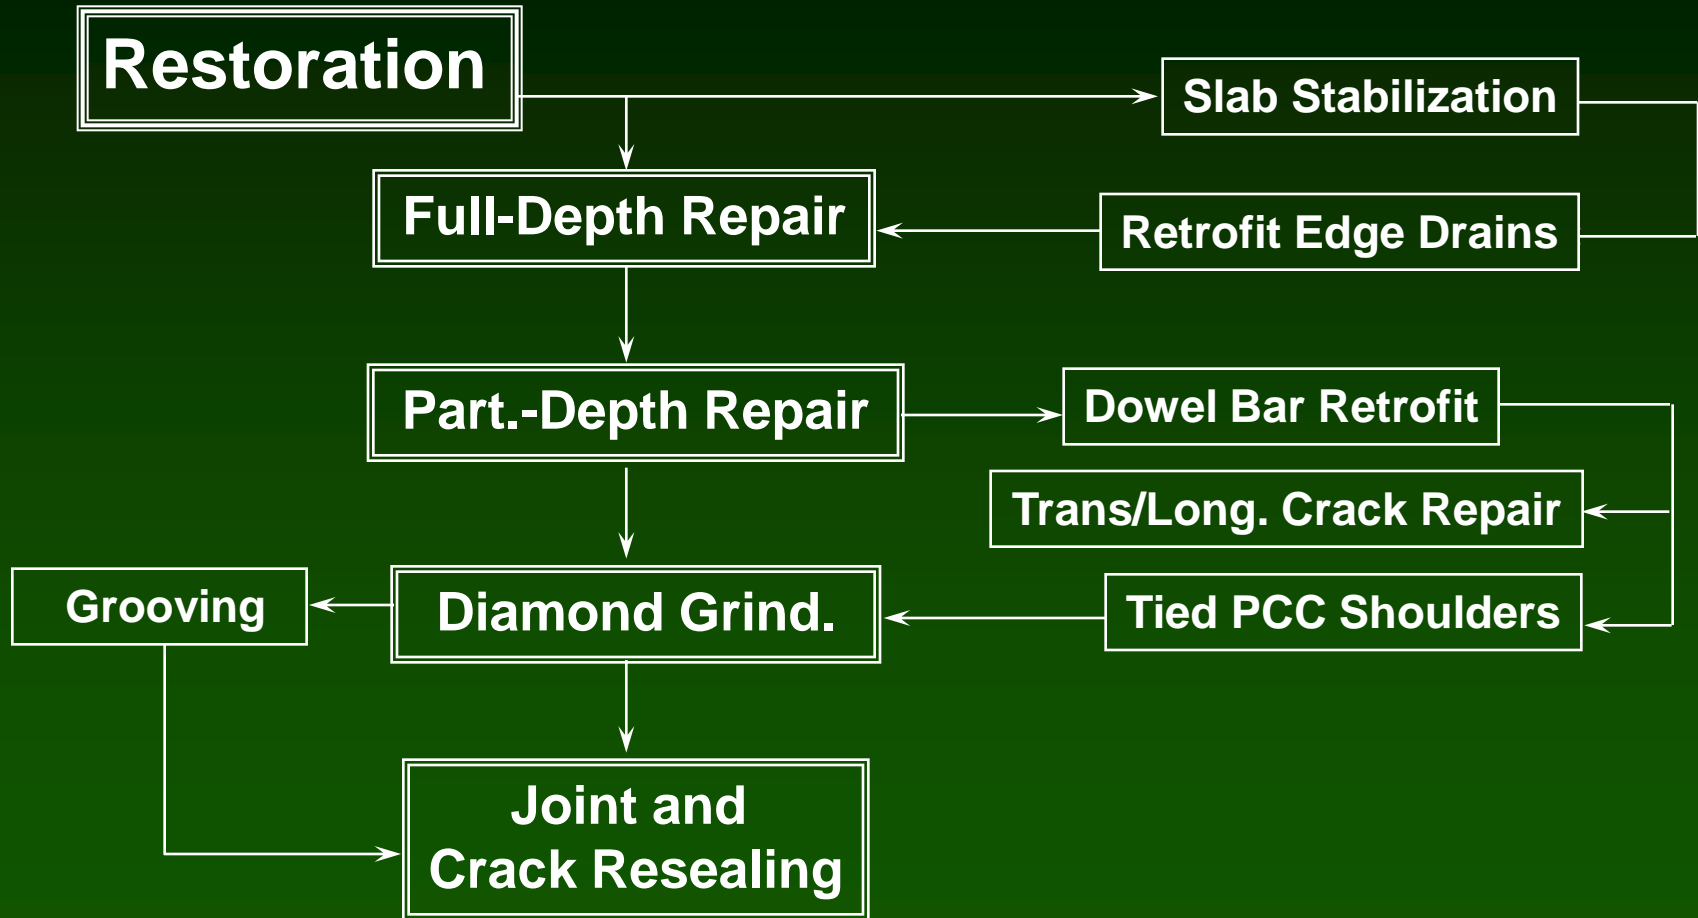 Restoration
Slab Stabilization
Full-Depth Repair
Retrofit Edge Drains
Part.-Depth Repair
Dowel Bar Retrofit
Trans/Long. Crack Repair
Grooving
Diamond Grind.
Tied PCC Shoulders
Joint and
Crack Resealing